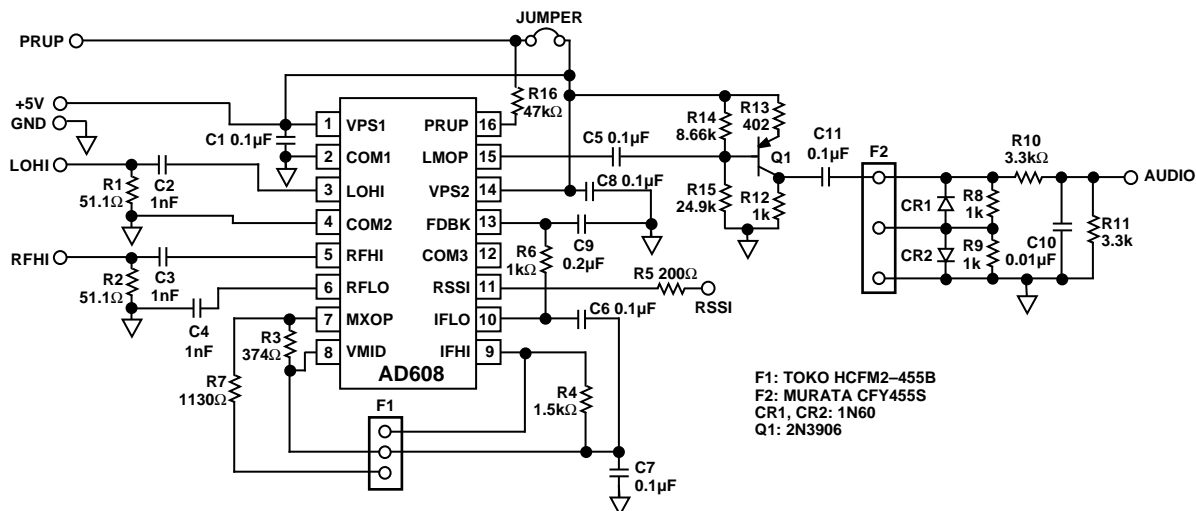 JUMPER
PRUP
+5V
GND
LOHI
R1
51.1Ω
C2
1nF
RFHI
R2
51.1Ω
C3
1nF
C4
1nF
R7
1130Ω
R3
374Ω
C1 0.1µF
1 VPS1
2 COM1
3 LOHI
4 COM2
5 RFHI
6 RFLO
7 MXOP
8 VMID
PRUP 16
LMOP 15
VPS2 14
FDBK 13
COM3 12
RSSI 11
IFLO 10
IFHI 9
AD608
R16
47kΩ
C5 0.1µF
C8 0.1µF
R6
1kΩ
C9
0.2µF
R5 200Ω
RSSI
C6 0.1µF
R4
1.5kΩ
F1
C7
0.1µF
R14
8.66k
R13
402
Q1
R15
24.9k
R12
1k
C11
0.1µF
F2
CR1
CR2
R8
1k
R9
1k
R10
3.3kΩ
C10
0.01µF
R11
3.3k
AUDIO
F1: TOKO HCFM2–455B
F2: MURATA CFY455S
CR1, CR2: 1N60
Q1: 2N3906